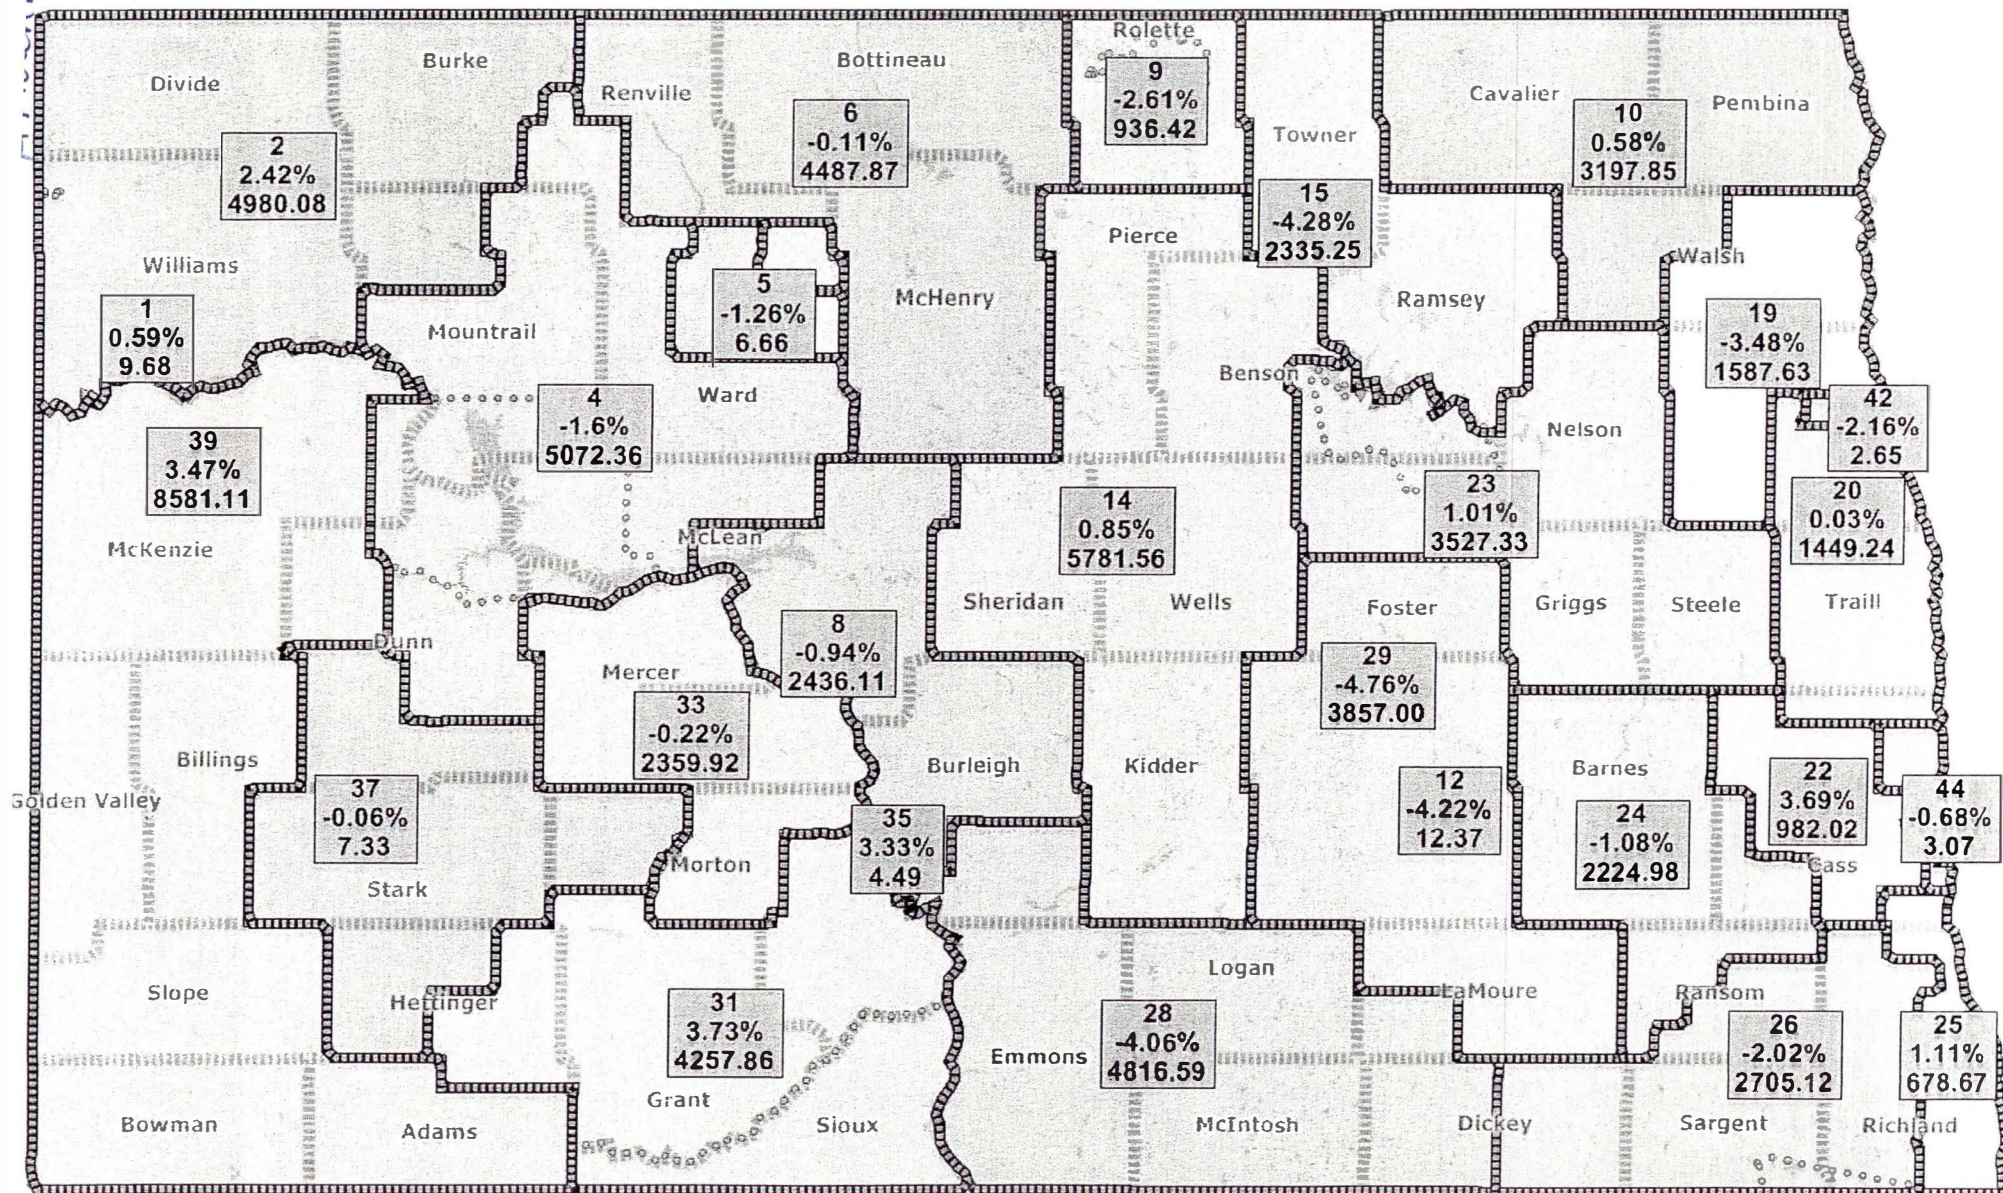 Rolette
Burke
Bottineau
Divide
9
-2.61%
936.42
Renville
Cavalier
Pembina
6
-0.11%
4487.87
10
0.58%
3197.85
Towner
2
2.42%
4980.08
15
-4.28%
2335.25
Pierce
Walsh
Williams
5
-1.26%
6.66
McHenry
Ramsey
1
0.59%
9.68
Mountrail
19
-3.48%
1587.63
Benson
Ward
4
-1.6%
5072.36
42
-2.16%
2.65
39
3.47%
8581.11
Nelson
23
1.01%
3527.33
20
0.03%
1449.24
14
0.85%
5781.56
McKenzie
McLean
Sheridan
Wells
Foster
Griggs
Steele
Traill
8
-0.94%
2436.11
Dunn
Mercer
29
-4.76%
3857.00
33
-0.22%
2359.92
Billings
Burleigh
Kidder
Barnes
Golden Valley
37
-0.06%
7.33
12
-4.22%
12.37
22
3.69%
982.02
44
-0.68%
3.07
35
3.33%
4.49
24
-1.08%
2224.98
Morton
Cass
Stark
Logan
Slope
Hettinger
LaMoure
Ransom
31
3.73%
4257.86
28
-4.06%
4816.59
26
-2.02%
2705.12
25
1.11%
678.67
Emmons
Grant
Bowman
Adams
Sioux
McIntosh
Dickey
Sargent
Richland